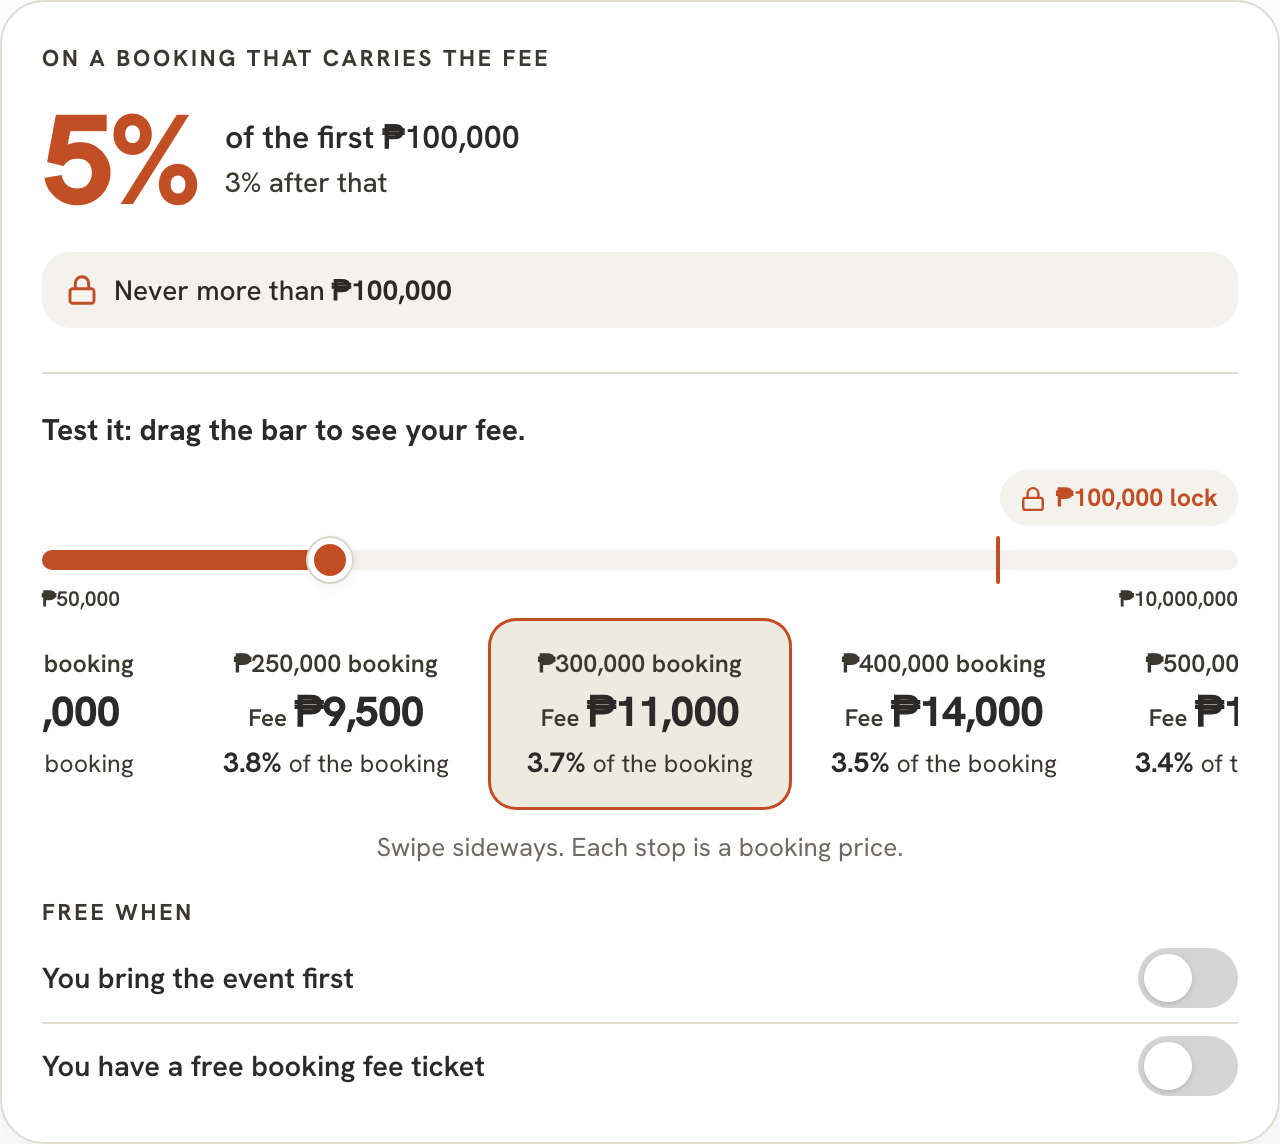 ON A BOOKING THAT CARRIES THE FEE
5%
of the first ₱100,000
3% after that
Never more than ₱100,000
Test it: drag the bar to see your fee.
₱100,000 lock
₱50,000
₱10,000,000
booking
,000
booking
₱250,000 booking
Fee ₱9,500
3.8% of the booking
₱300,000 booking
Fee ₱11,000
3.7% of the booking
₱400,000 booking
Fee ₱14,000
3.5% of the booking
₱500,00
Fee ₱1
3.4% of t
Swipe sideways. Each stop is a booking price.
FREE WHEN
You bring the event first
You have a free booking fee ticket